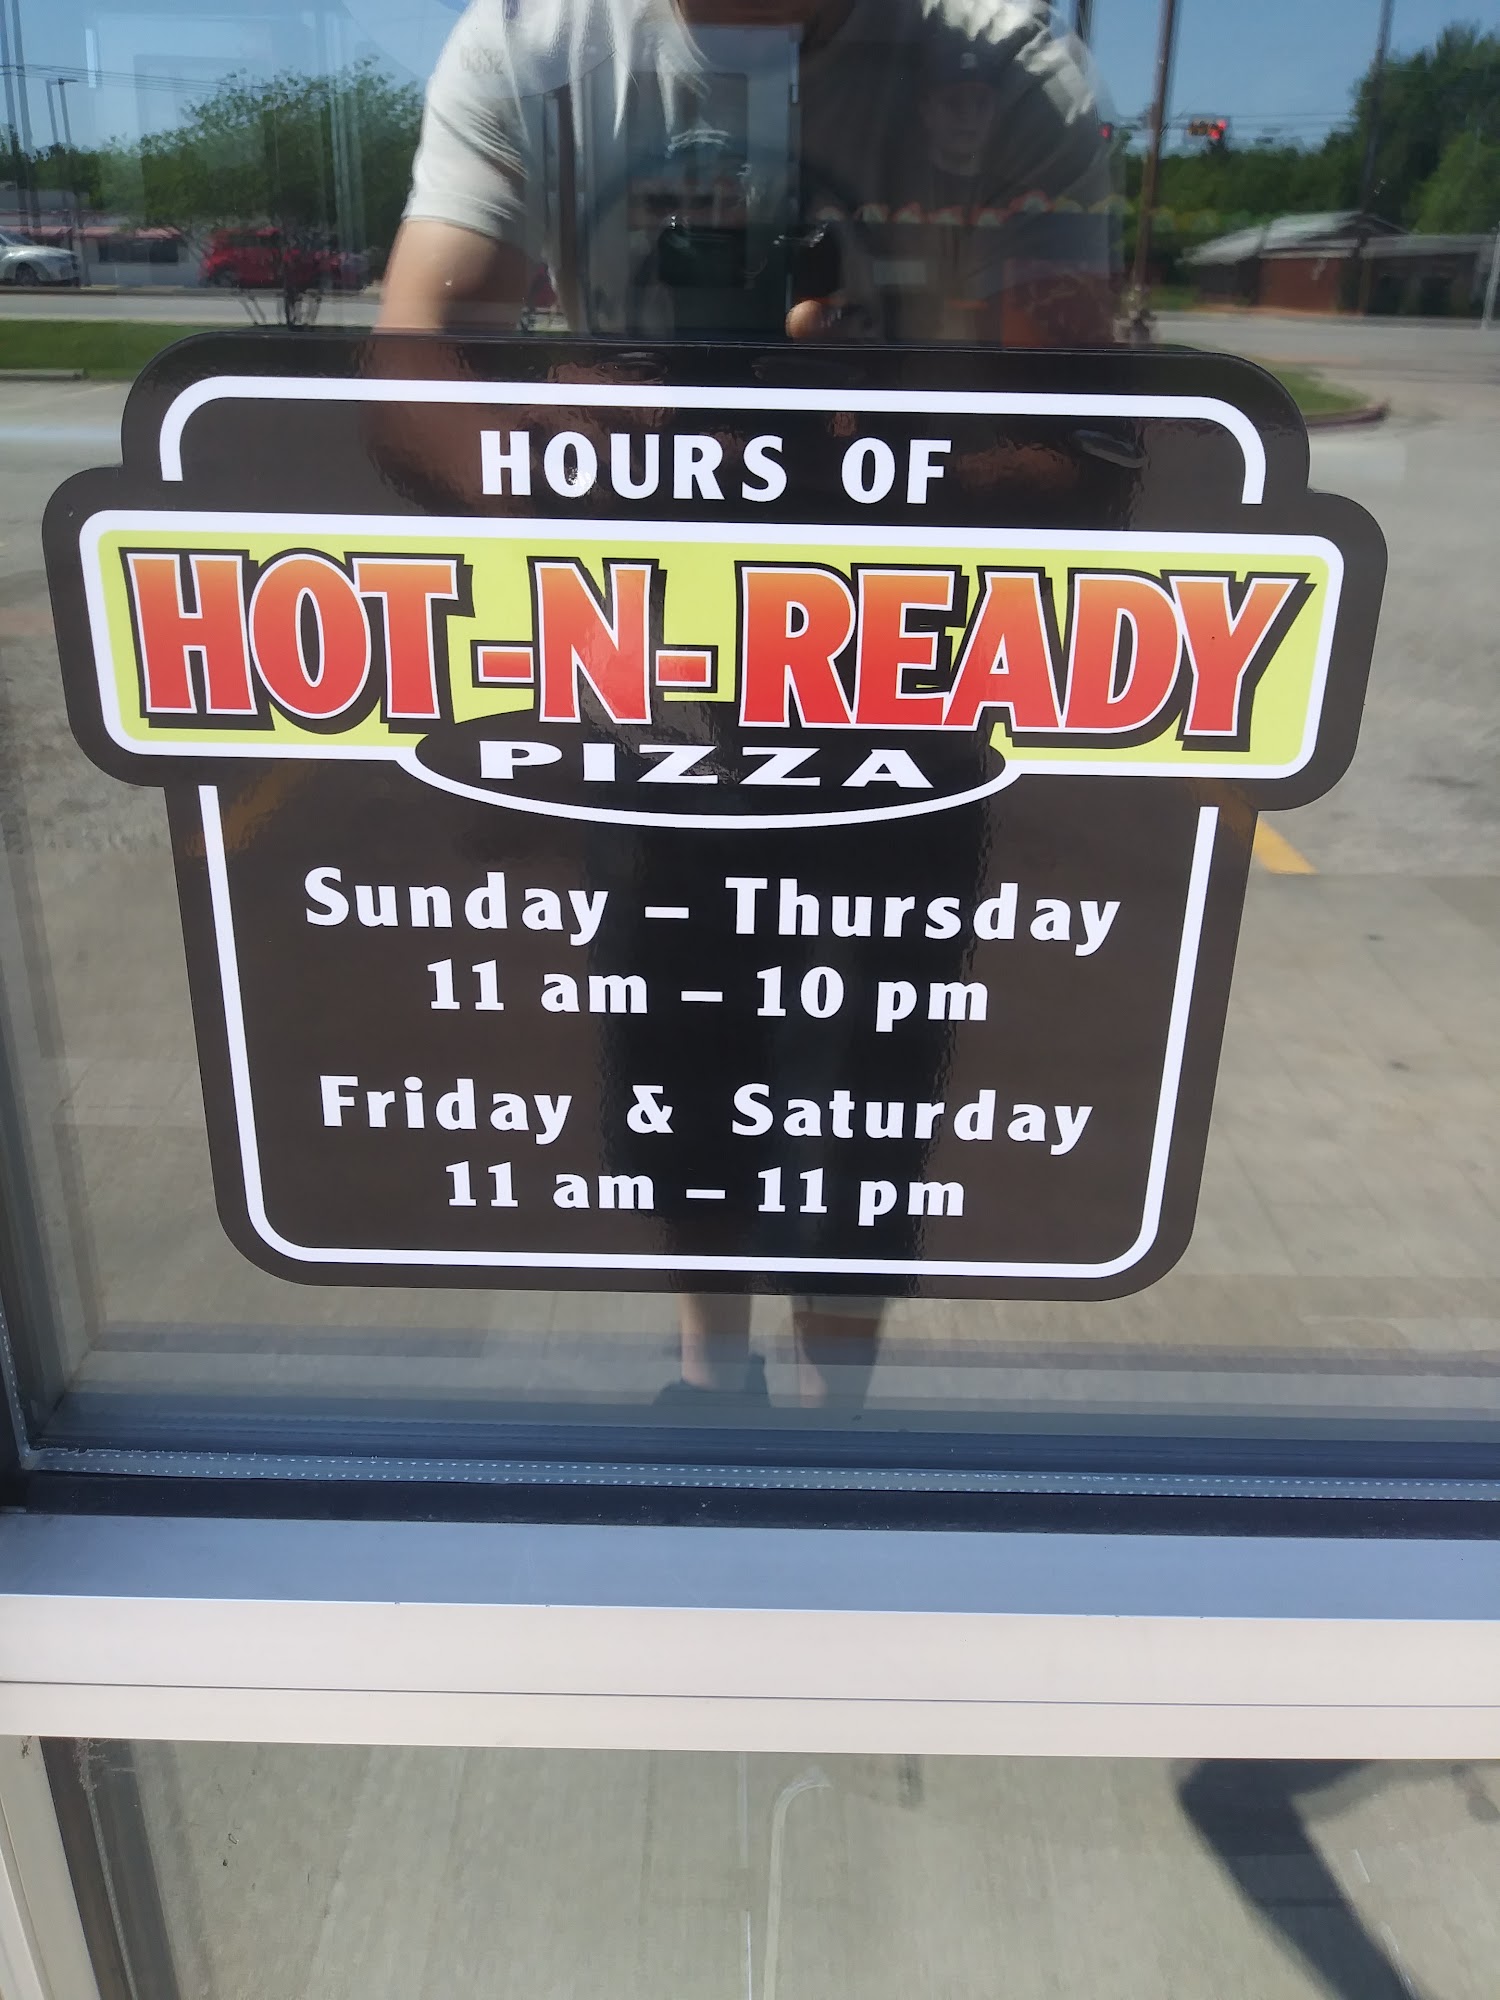 HOURS OF
HOT-N-READY
PIZZA
Sunday – Thursday
11 am – 10 pm
Friday & Saturday
11 am – 11 pm